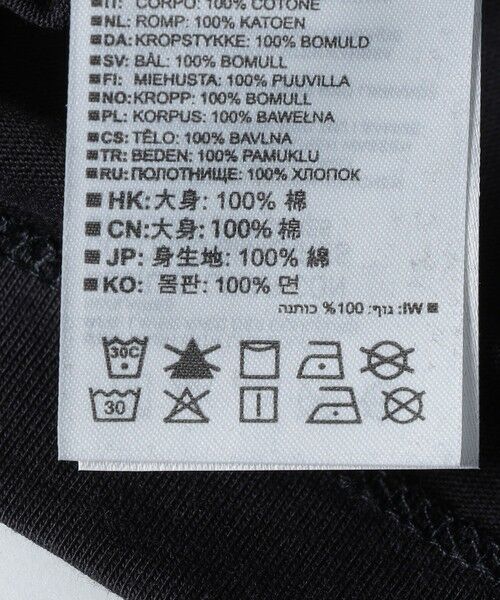 IT: CORPO: 100% COTONE
NL: ROMP: 100% KATOEN
DA: KROPSTYKKE: 100% BOMULD
SV: BÅL: 100% BOMULL
FI: MIEHUSTA: 100% PUUVILLA
NO: KROPP: 100% BOMULL
PL: KORPUS: 100% BAWEŁNA
CS: TĚLO: 100% BAVLNA
TR: BEDEN: 100% PAMUKLU
RU: ПОЛОТНИЩЕ: 100% ХЛОПОК
HK: 大身: 100% 棉
CN: 大身: 100% 棉
JP: 身生地: 100% 綿
KO: 몸판: 100% 면
IW: גוף: 100% כותנה
30C
30